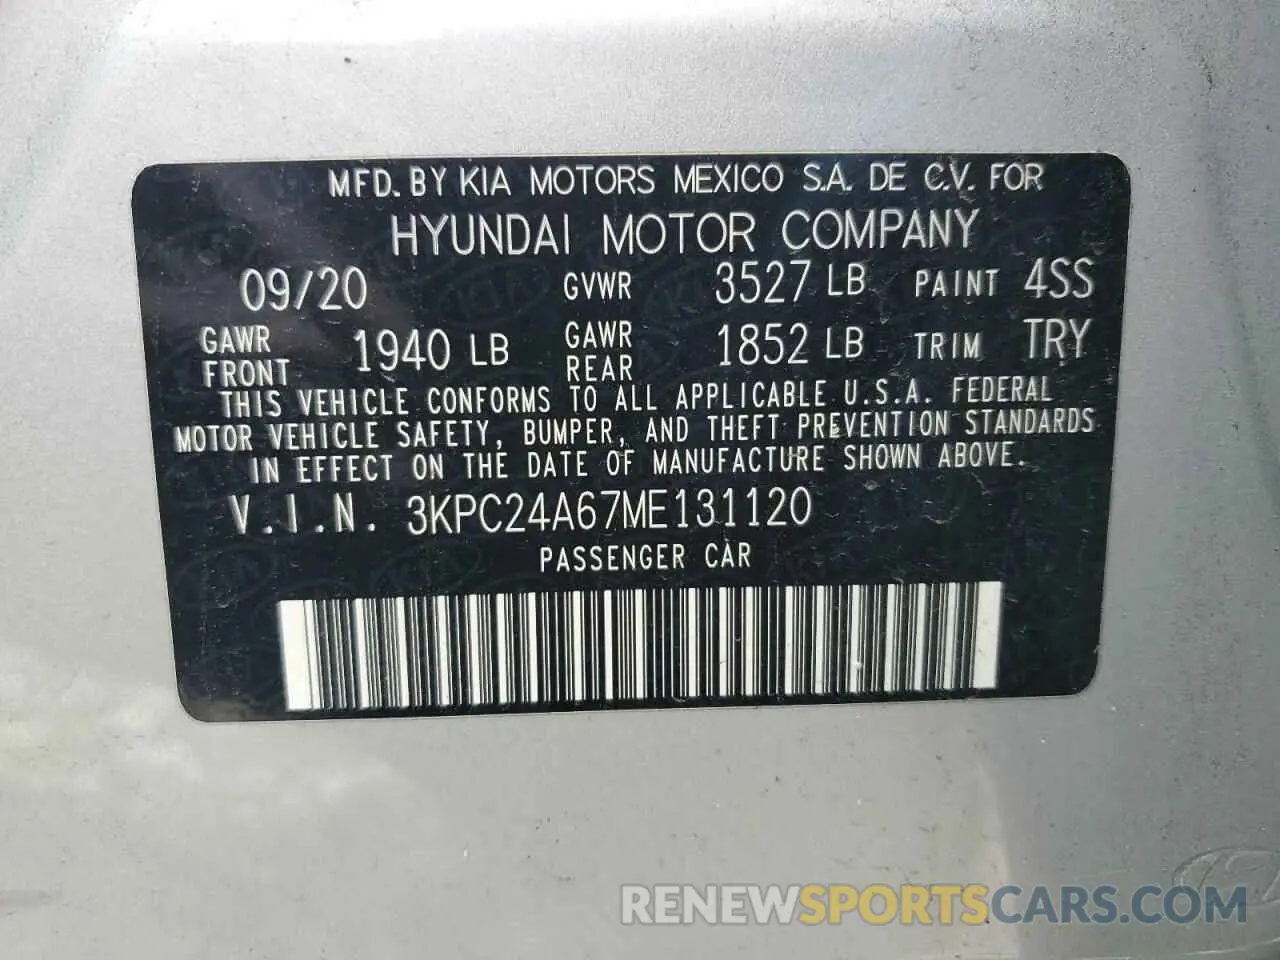 MFD. BY KIA MOTORS MEXICO S.A. DE C.V. FOR
HYUNDAI MOTOR COMPANY
09/20 GVWR 3527 LB PAINT 4SS
GAWR FRONT 1940 LB GAWR REAR 1852 LB TRIM TRY
THIS VEHICLE CONFORMS TO ALL APPLICABLE U.S.A. FEDERAL
MOTOR VEHICLE SAFETY, BUMPER, AND THEFT PREVENTION STANDARDS
IN EFFECT ON THE DATE OF MANUFACTURE SHOWN ABOVE.
V.I.N. 3KPC24A67ME131120
PASSENGER CAR
RENEWSPORTSCARS.COM